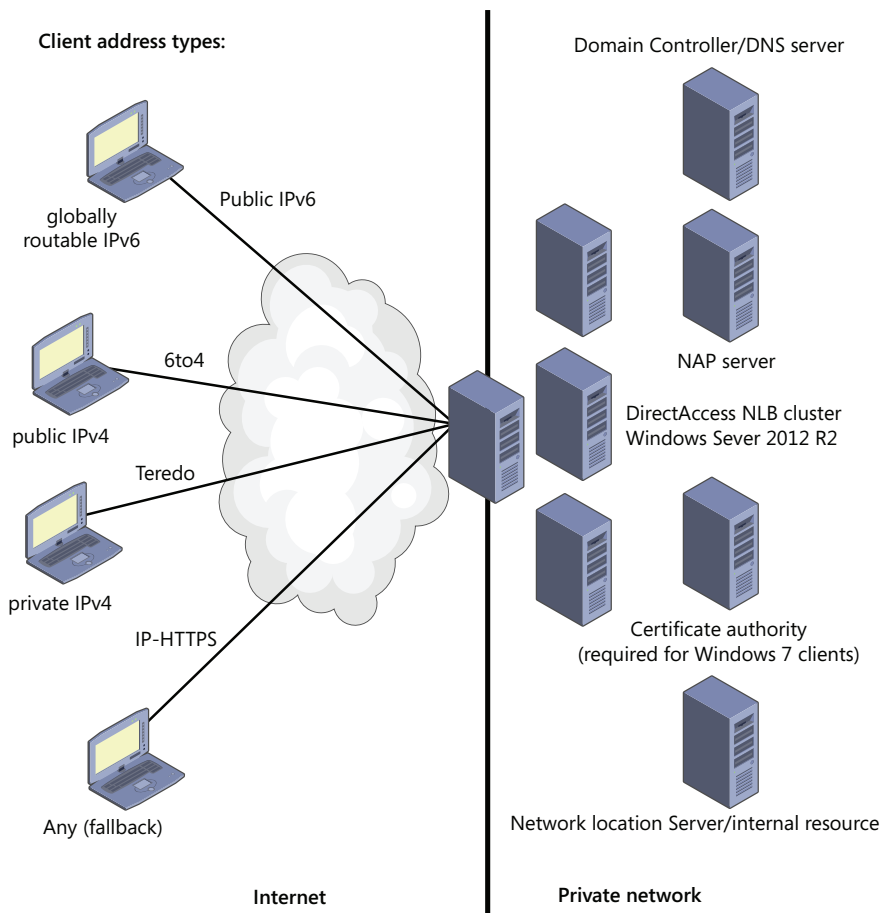 Client address types:
Domain Controller/DNS server
Public IPv6
globally
routable IPv6
6to4
NAP server
public IPv4
DirectAccess NLB cluster
Windows Sever 2012 R2
Teredo
private IPv4
IP-HTTPS
Certificate authority
(required for Windows 7 clients)
Any (fallback)
Network location Server/internal resource
Internet
Private network